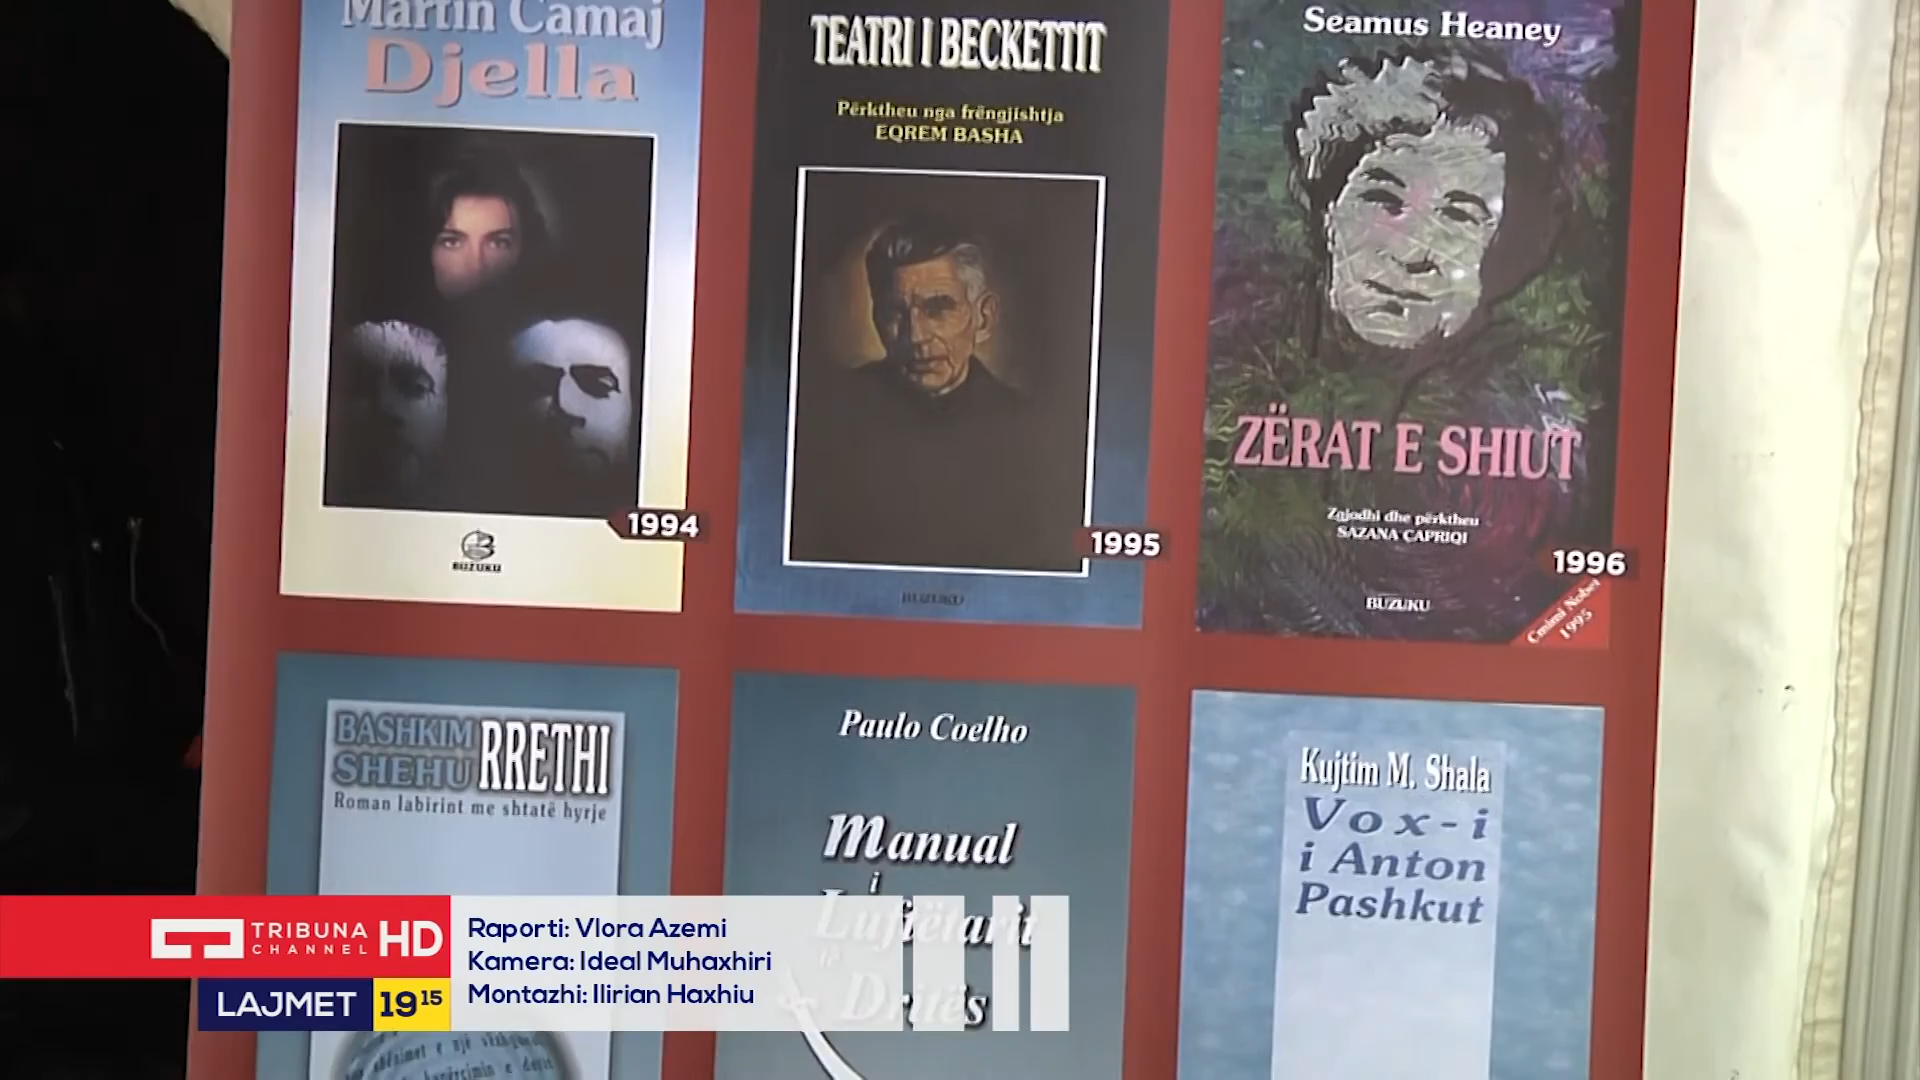 Martin Camaj
Djella
BUZUKU
1994
TEATRI I BECKETTIT
Përktheu nga frëngjishtja
EQREM BASHA
BUZUKU
1995
Seamus Heaney
ZËRAT E SHIUT
Zgjodhi dhe përktheu
SAZANA CAPRIQI
BUZUKU
1996
Çmimi Nobel
1995
BASHKIM
SHEHU
RRETHI
Roman labirint me shtatë hyrje
Paulo Coelho
Manual
i
Luftëtarit
të
Dritës
Kujtim M. Shala
Vox-i
i Anton
Pashkut
TRIBUNA
CHANNEL
HD
LAJMET
19 15
Raporti: Vlora Azemi
Kamera: Ideal Muhaxhiri
Montazhi: Ilirian Haxhiu